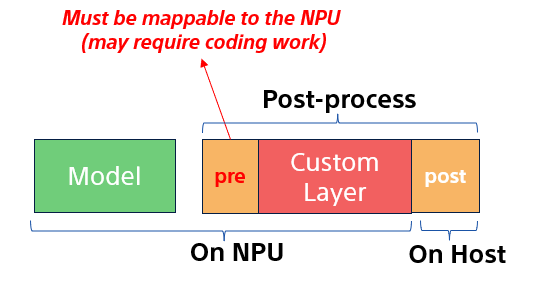 Must be mappable to the NPU
(may require coding work)
Post-process
Model
pre
Custom
Layer
post
On NPU
On Host